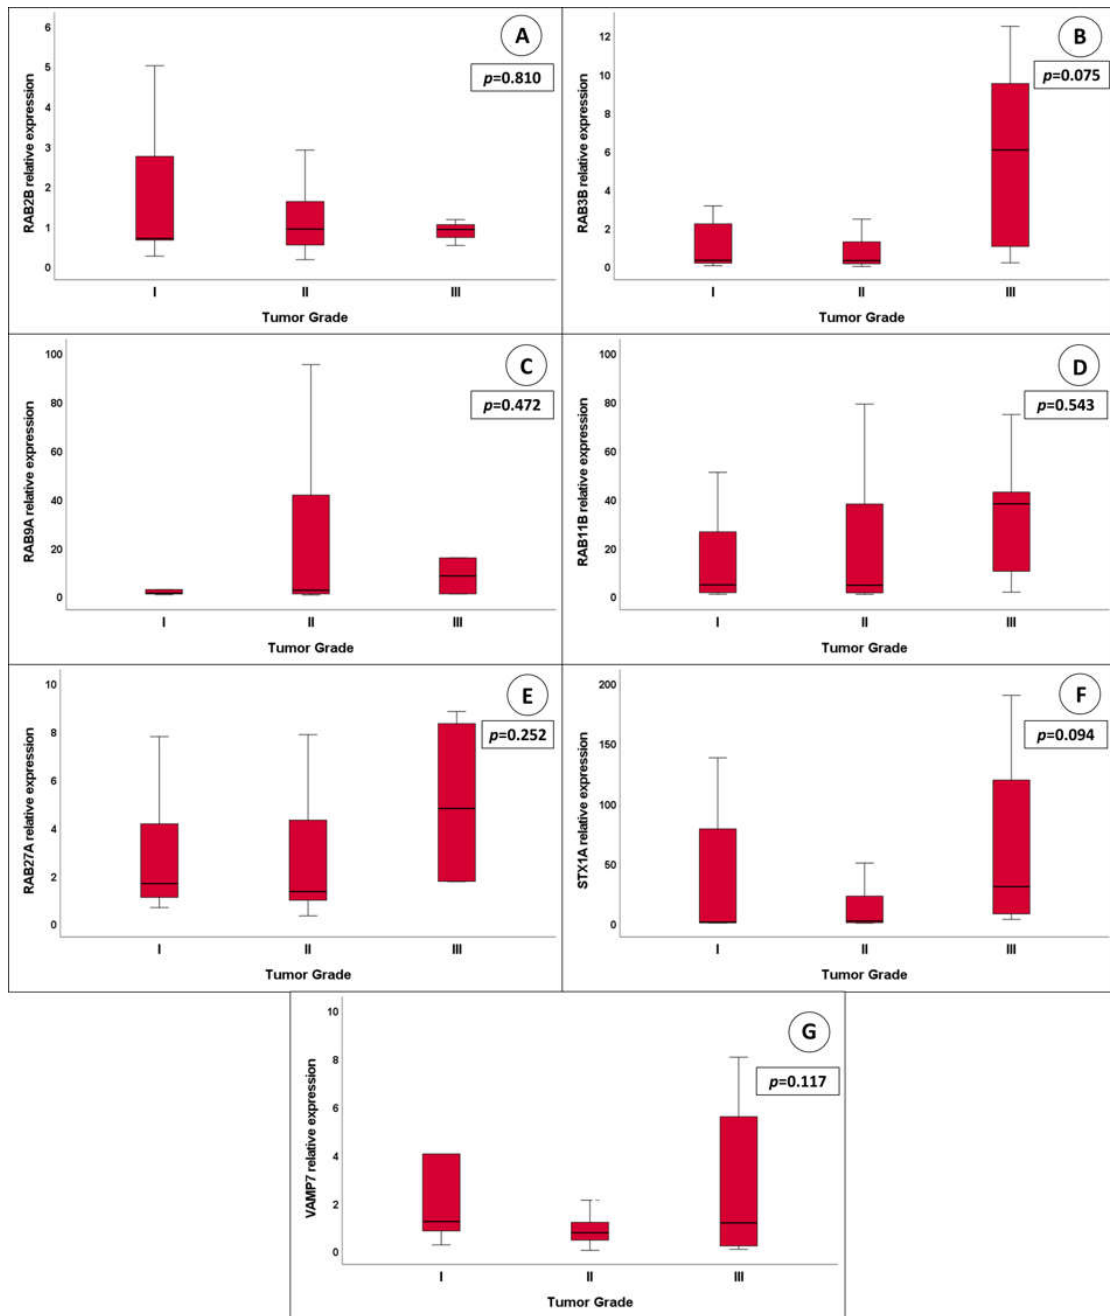 A
p=0.810
RAB2B relative expression
6
5
4
3
2
1
0
I II III
Tumor Grade
B
p=0.075
RAB3B relative expression
12
10
8
6
4
2
0
I II III
Tumor Grade
C
p=0.472
RAB9A relative expression
100
80
60
40
20
0
I II III
Tumor Grade
D
p=0.543
RAB11B relative expression
100
80
60
40
20
0
I II III
Tumor Grade
E
p=0.252
RAB27A relative expression
10
8
6
4
2
0
I II III
Tumor Grade
F
p=0.094
STX1A relative expression
200
150
100
50
0
I II III
Tumor Grade
G
p=0.117
VAMP7 relative expression
10
8
6
4
2
0
I II III
Tumor Grade